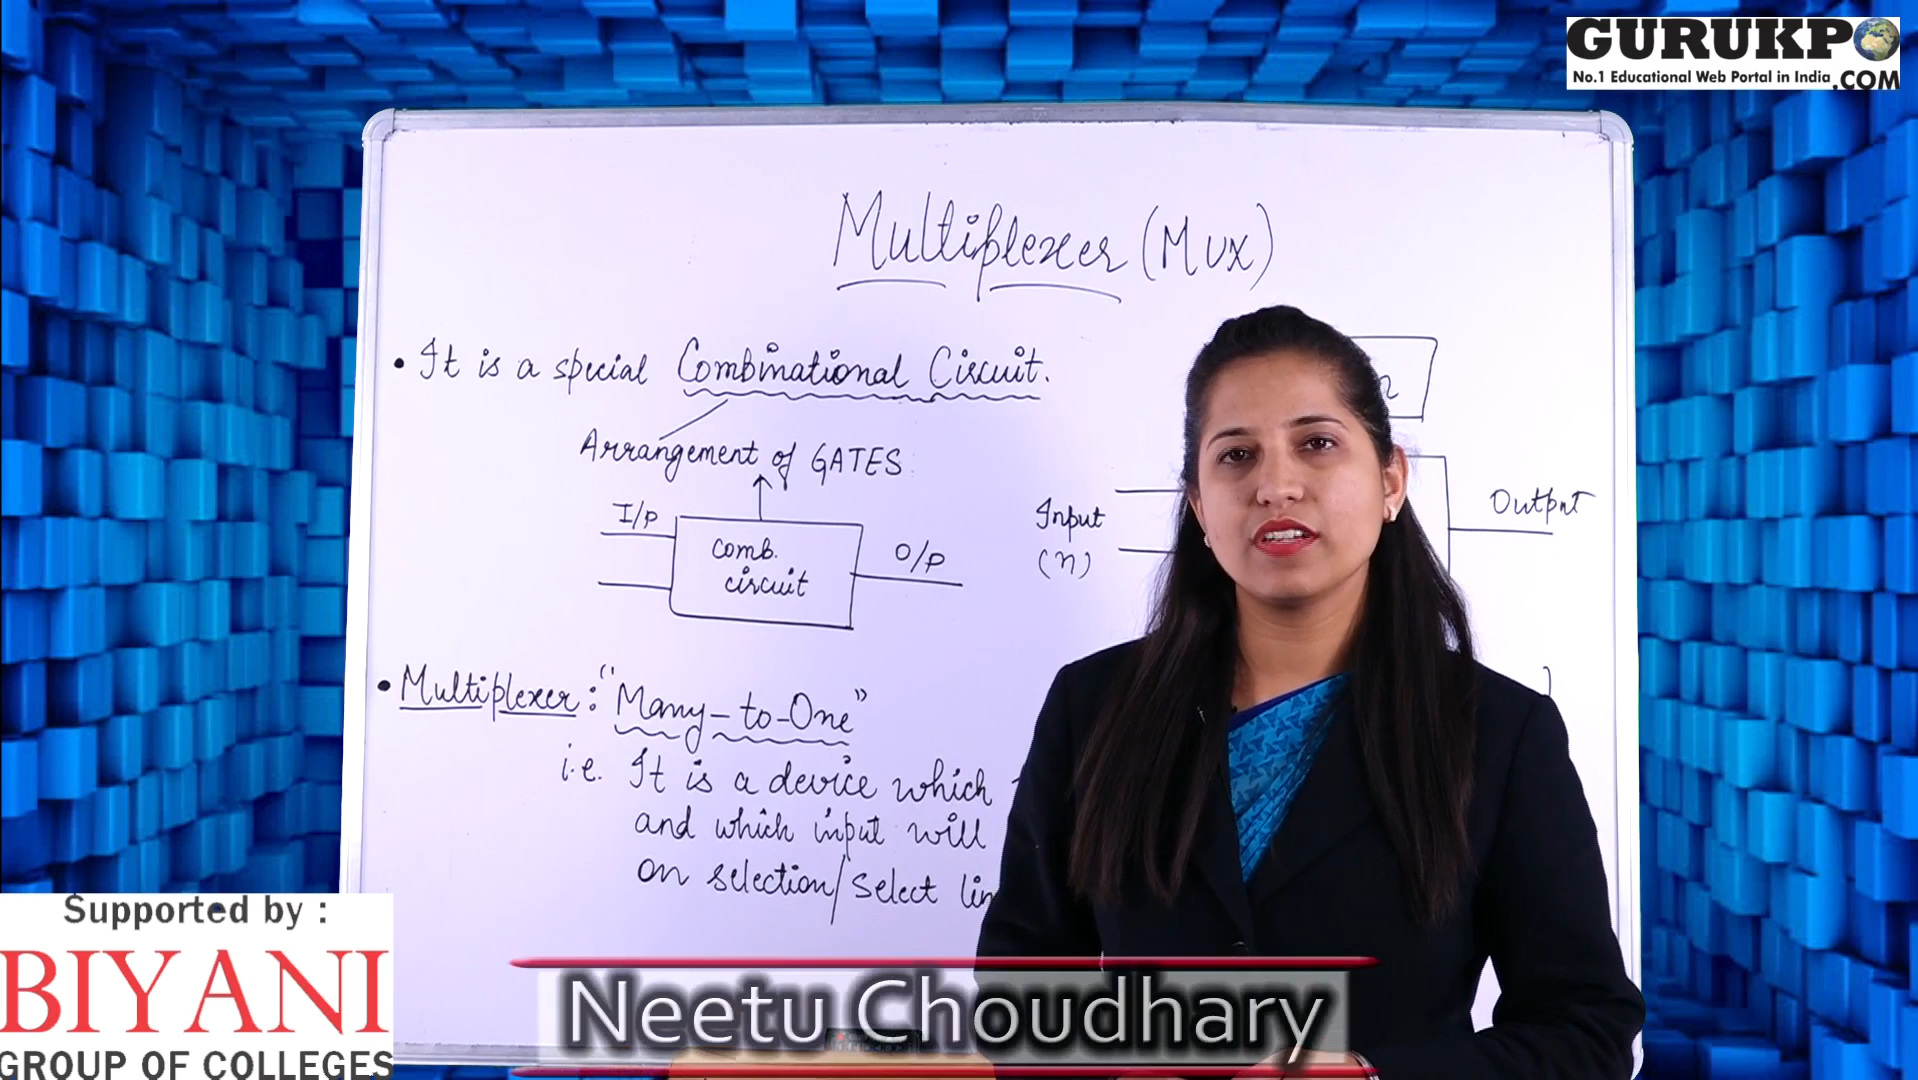 GURUKPO
No.1 Educational Web Portal in India .COM
Multiplexer (MUX)
• It is a special Combinational Circuit.
Arrangement of GATES
I/P
comb.
circuit
O/P
Input
(n)
Output
• Multiplexer : "Many-to-One"
i.e. It is a device which
and which input will
on selection/select lin
Supported by :
BIYANI
GROUP OF COLLEGES
Neetu Choudhary